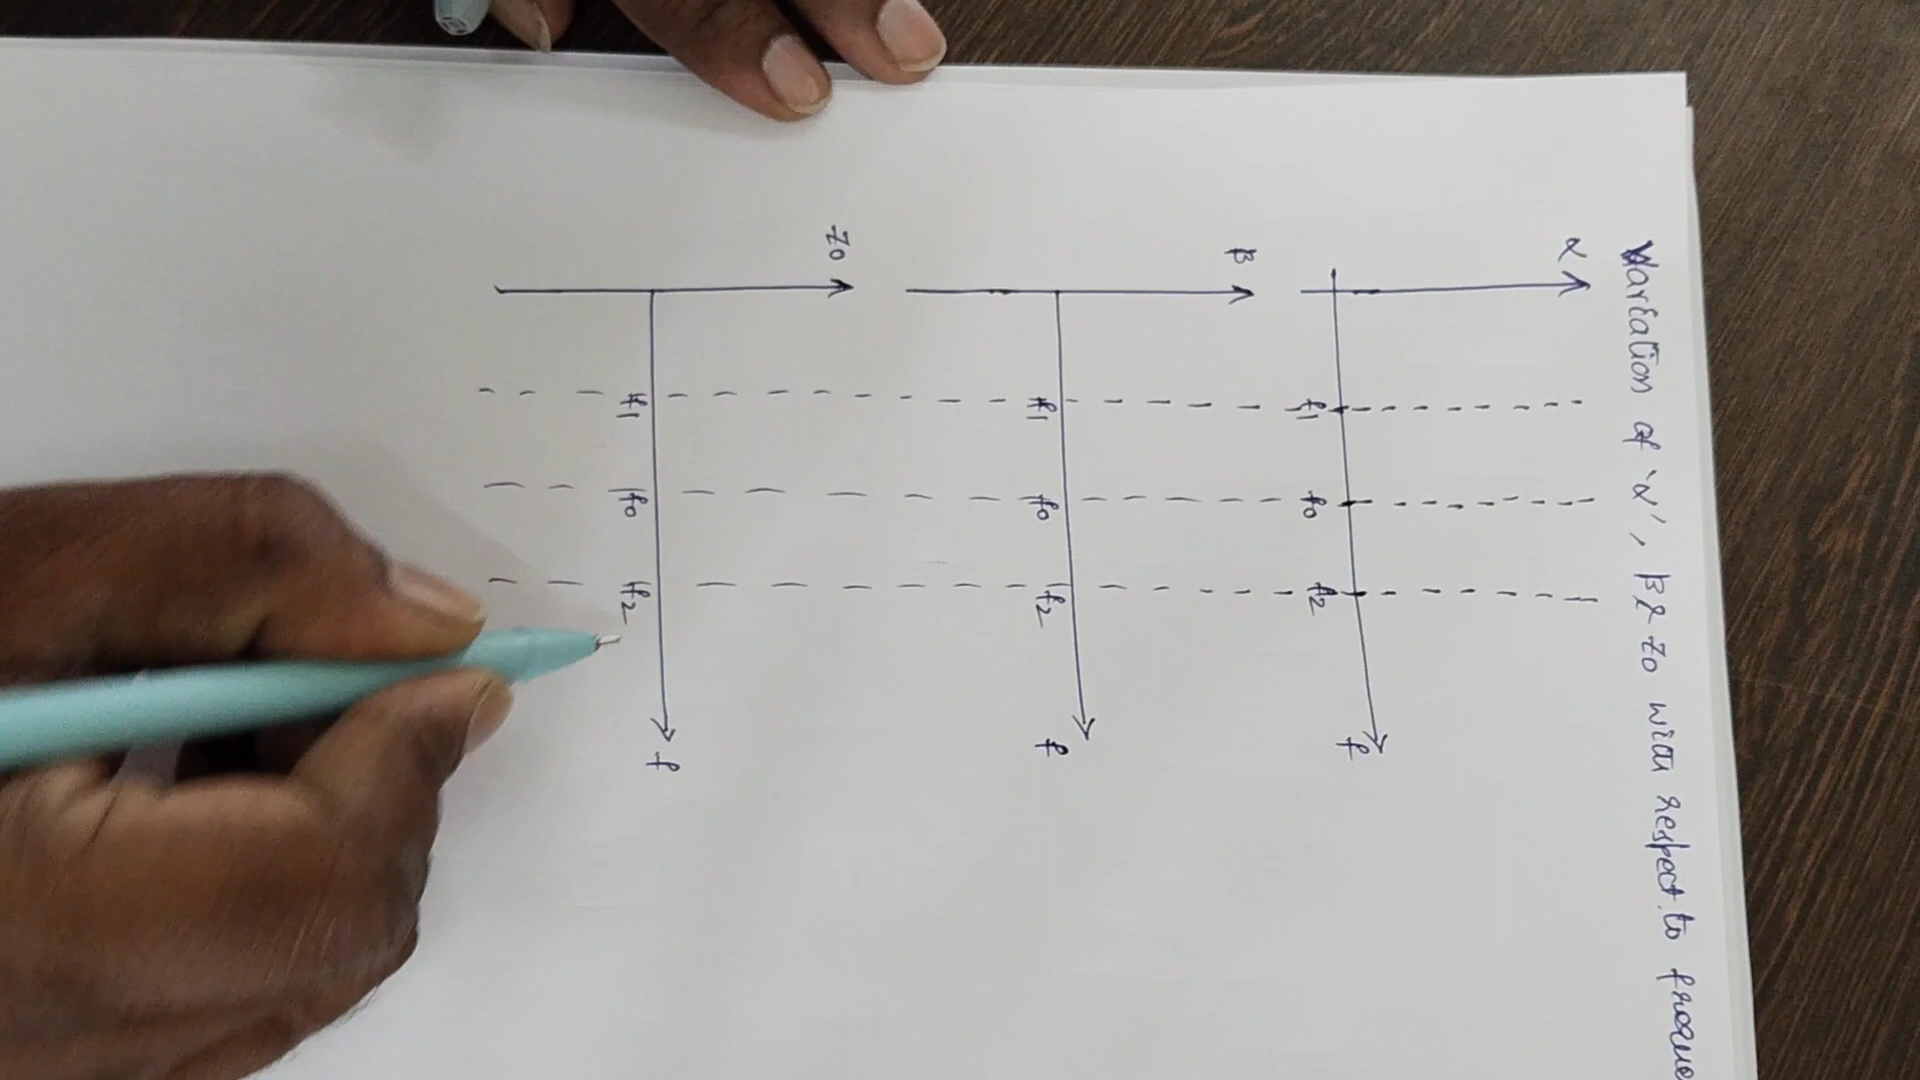 Variation of 'α', β & Z0 with respect to freque
α
f1 f0 f2 f
β
f1 f0 f2 f
Z0
f1 f0 f2 f